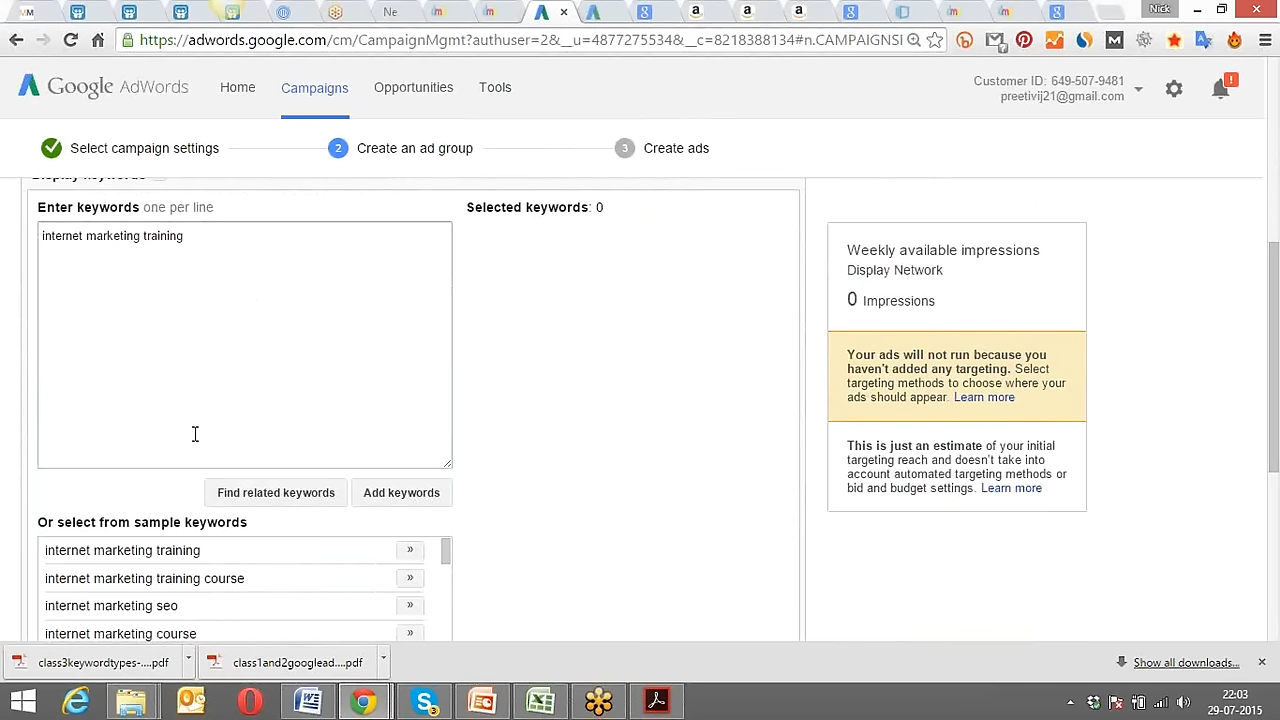 Ne
Nick
https://adwords.google.com/cm/CampaignMgmt?authuser=2&__u=4877275534&__c=8218388134#n.CAMPAIGNSI
Google AdWords
Home
Campaigns
Opportunities
Tools
Customer ID: 649-507-9481
preetivij21@gmail.com
Select campaign settings
2
Create an ad group
3
Create ads
Enter keywords one per line
Selected keywords: 0
internet marketing training
Weekly available impressions
Display Network
0 Impressions
Your ads will not run because you
haven't added any targeting. Select
targeting methods to choose where your
ads should appear. Learn more
This is just an estimate of your initial
targeting reach and doesn't take into
account automated targeting methods or
bid and budget settings. Learn more
Find related keywords
Add keywords
Or select from sample keywords
internet marketing training »
internet marketing training course »
internet marketing seo »
internet marketing course »
class3keywordtypes-....pdf
class1and2googlead....pdf
Show all downloads...
22:03
29-07-2015